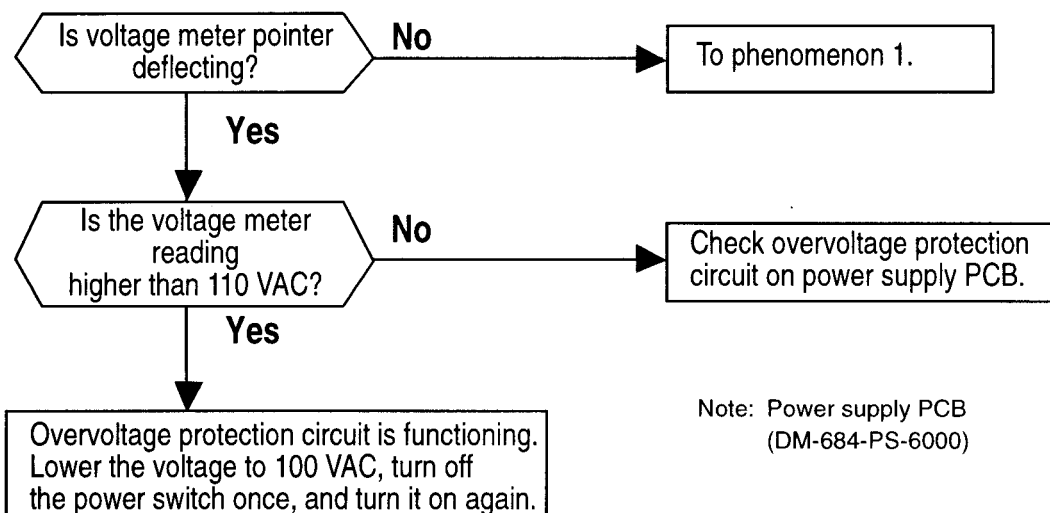 Is voltage meter pointer
deflecting?
No
To phenomenon 1.
Yes
Is the voltage meter
reading
higher than 110 VAC?
No
Check overvoltage protection
circuit on power supply PCB.
Yes
Overvoltage protection circuit is functioning.
Lower the voltage to 100 VAC, turn off
the power switch once, and turn it on again.
Note: Power supply PCB
(DM-684-PS-6000)